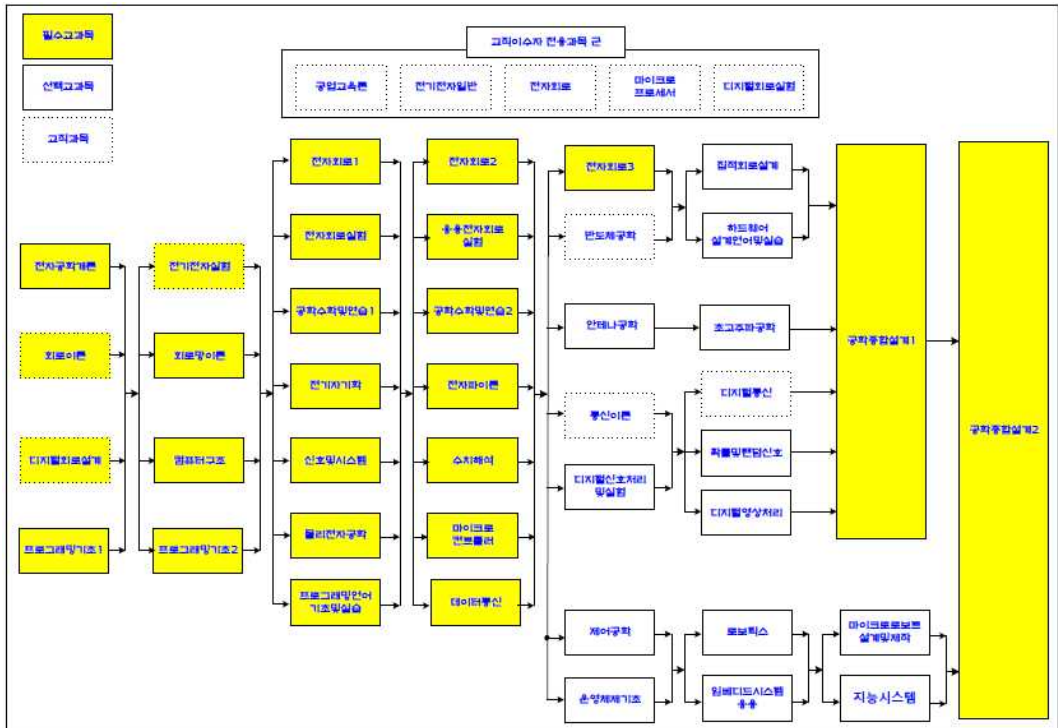 필수교과목
선택교과목
교직과목
교직이수자 전용과목 군
공업교육론
전기전자일반
전자회로
마이크로
프로세서
디지털회로실험
전자공학개론
회로이론
디지털회로설계
프로그래밍기초1
전기전자실험
회로망이론
컴퓨터구조
프로그래밍기초2
전자회로1
전자회로실험
공학수학및연습1
전기자기학
신호및시스템
물리전자공학
프로그래밍언어
기초및실습
전자회로2
응용전자회로
실험
공학수학및연습2
전자파이론
수치해석
마이크로
컨트롤러
데이터통신
전자회로3
반도체공학
안테나공학
통신이론
디지털신호처리
및실험
제어공학
운영체제기초
집적회로설계
하드웨어
설계언어및실습
초고주파공학
디지털통신
확률및랜덤신호
디지털영상처리
로보틱스
임베디드시스템
응용
마이크로로보트
설계및제작
지능시스템
공학종합설계1
공학종합설계2